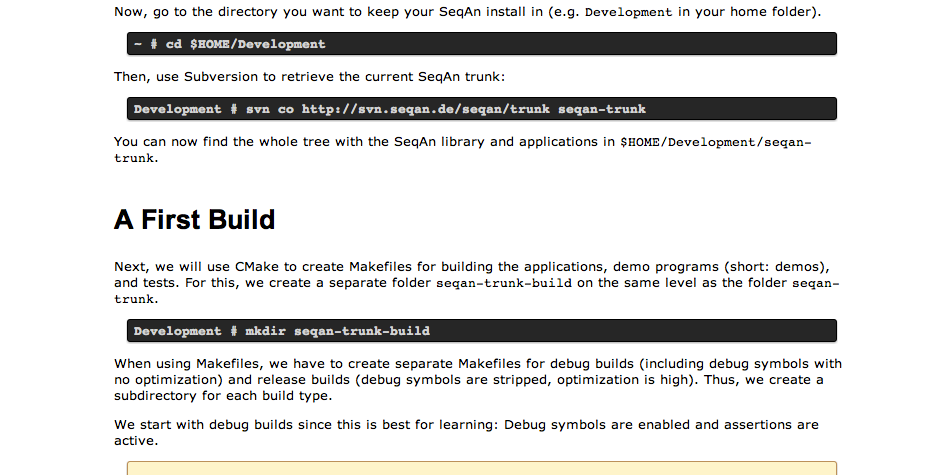 Now, go to the directory you want to keep your SeqAn install in (e.g. Development in your home folder).
~ # cd $HOME/Development
Then, use Subversion to retrieve the current SeqAn trunk:
Development # svn co http://svn.seqan.de/seqan/trunk seqan-trunk
You can now find the whole tree with the SeqAn library and applications in $HOME/Development/seqan-
trunk.
A First Build
Next, we will use CMake to create Makefiles for building the applications, demo programs (short: demos),
and tests. For this, we create a separate folder seqan-trunk-build on the same level as the folder seqan-
trunk.
Development # mkdir seqan-trunk-build
When using Makefiles, we have to create separate Makefiles for debug builds (including debug symbols with
no optimization) and release builds (debug symbols are stripped, optimization is high). Thus, we create a
subdirectory for each build type.
We start with debug builds since this is best for learning: Debug symbols are enabled and assertions are
active.